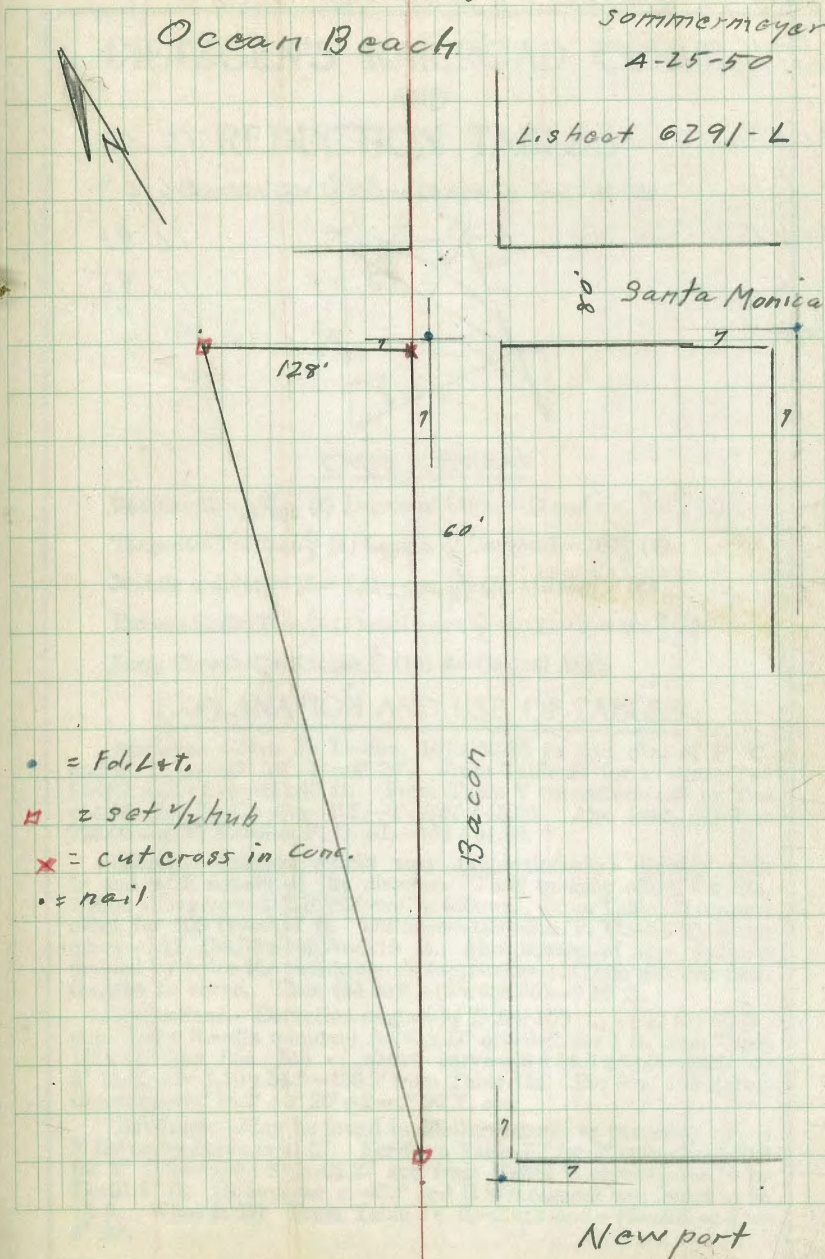 Ocean Beach
Sommermeyer
4-25-50
L.sheet 6291-L
N
80' Santa Monica
7
7
128'
7
7
60'
Bacon
• = Fd. L+t.
= set 2/2 hub
x = cut cross in conc.
• = nail
7
7
Newport